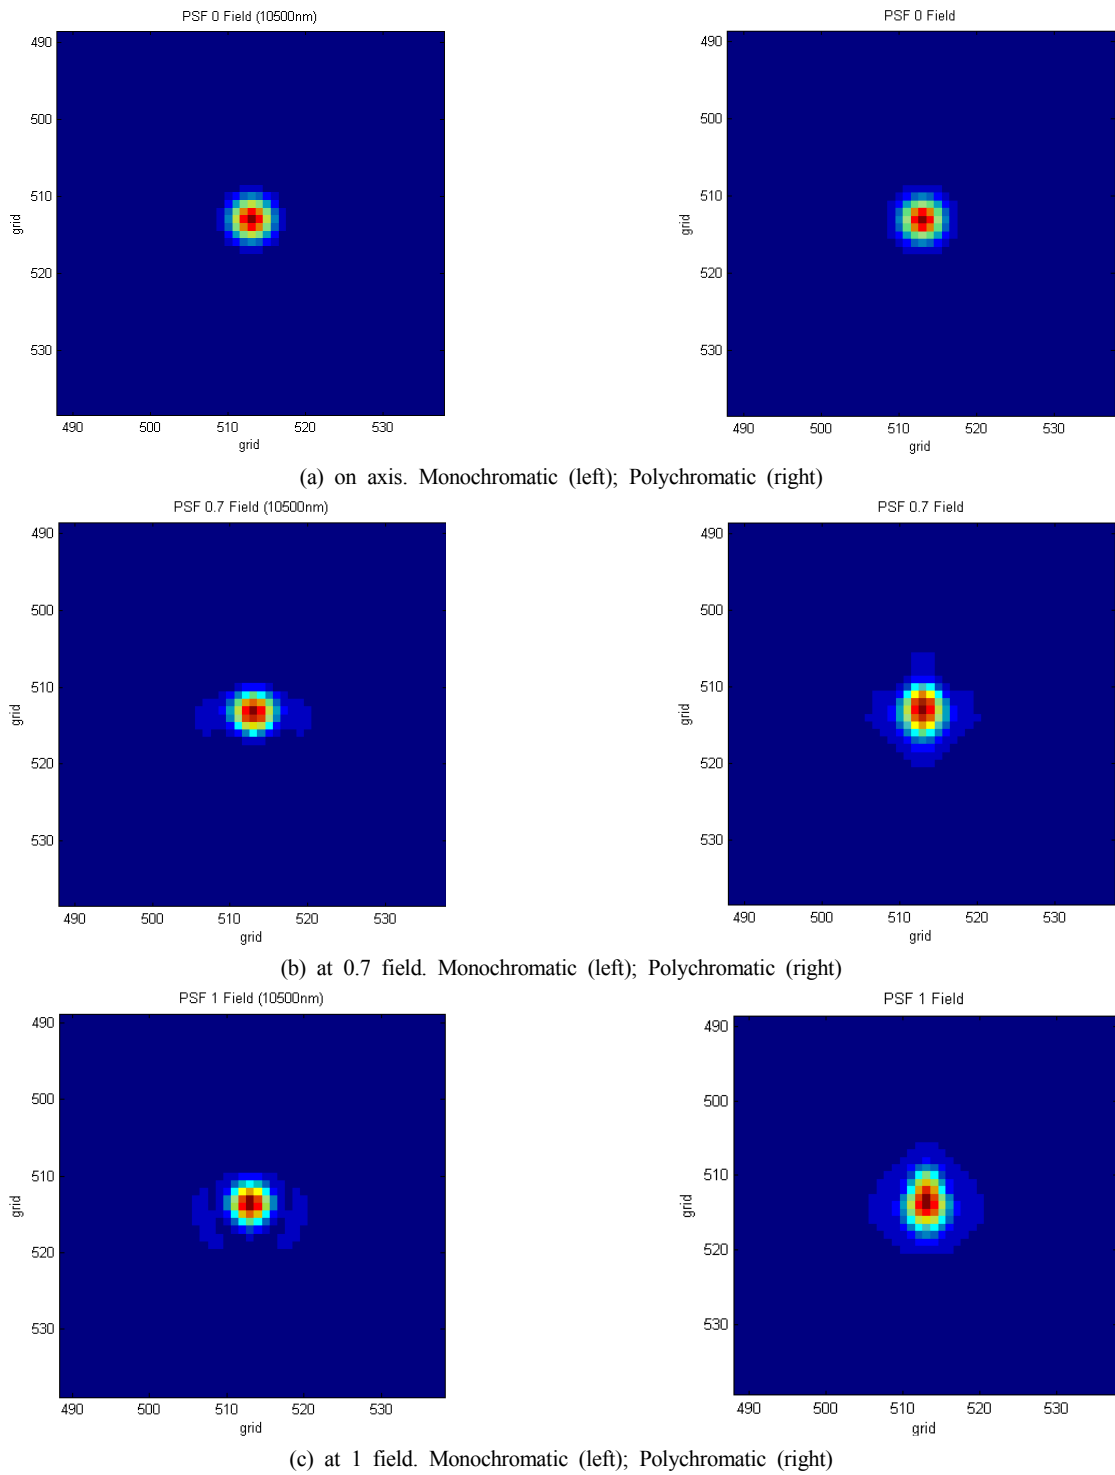 PSF 0 Field (10500nm)
PSF 0 Field
490
500
510
520
530
grid
490 500 510 520 530
grid
490
500
510
520
530
grid
490 500 510 520 530
grid
(a) on axis. Monochromatic (left); Polychromatic (right)
PSF 0.7 Field (10500nm)
PSF 0.7 Field
490
500
510
520
530
grid
490 500 510 520 530
grid
490
500
510
520
530
grid
490 500 510 520 530
grid
(b) at 0.7 field. Monochromatic (left); Polychromatic (right)
PSF 1 Field (10500nm)
PSF 1 Field
490
500
510
520
530
grid
490 500 510 520 530
grid
490
500
510
520
530
grid
490 500 510 520 530
grid
(c) at 1 field. Monochromatic (left); Polychromatic (right)